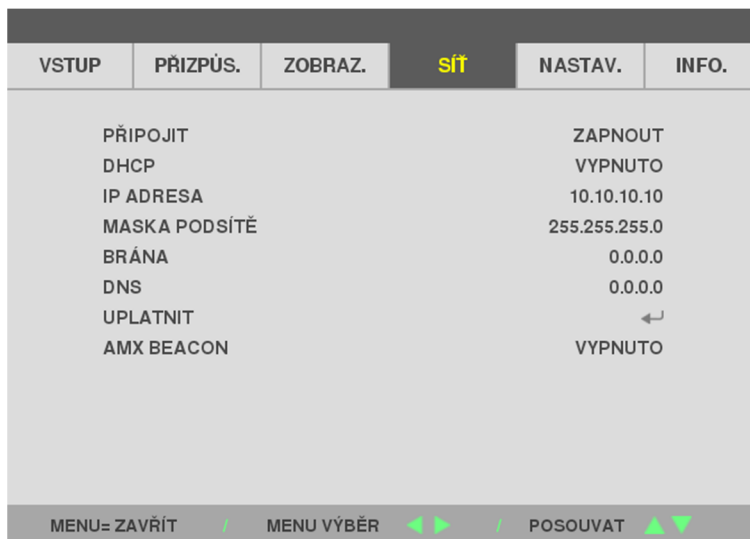 VSTUP PŘIZPŮS. ZOBRAZ. SÍŤ NASTAV. INFO.
PŘIPOJIT ZAPNOUT
DHCP VYPNUTO
IP ADRESA 10.10.10.10
MASKA PODSÍTĚ 255.255.255.0
BRÁNA 0.0.0.0
DNS 0.0.0.0
UPLATNIT
AMX BEACON VYPNUTO
MENU= ZAVŘÍT / MENU VÝBĚR / POSOUVAT